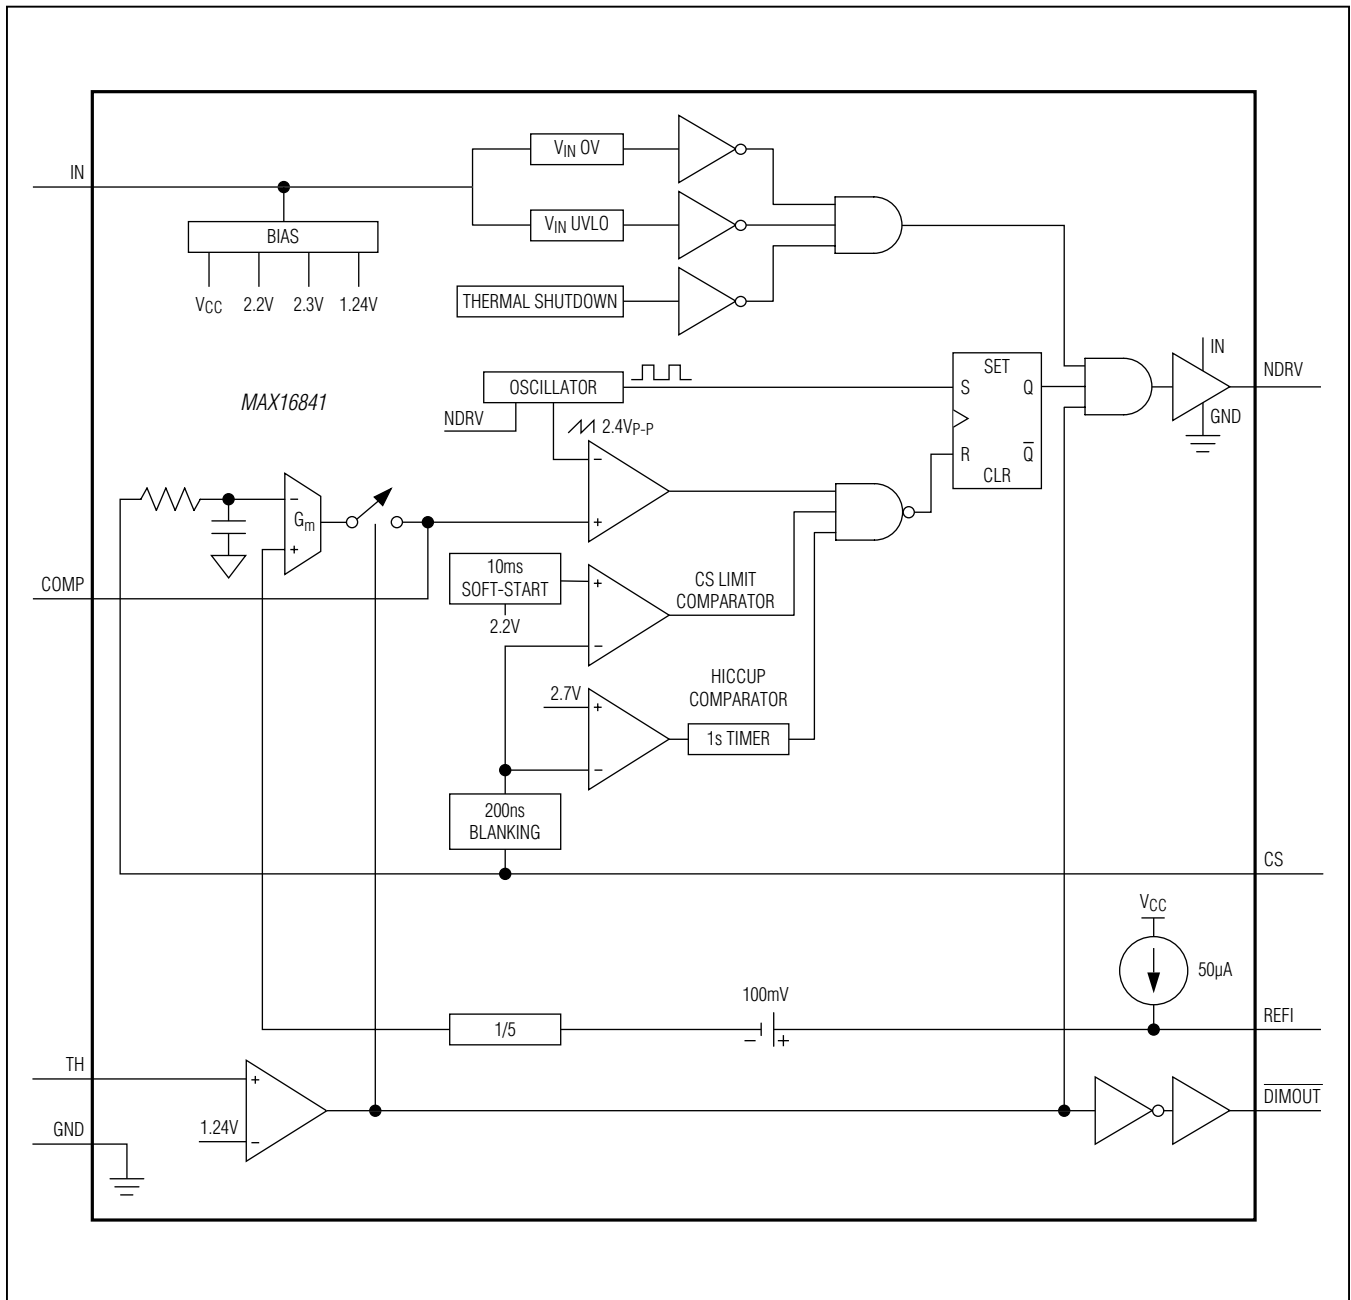 IN
VIN OV
VIN UVLO
THERMAL SHUTDOWN
BIAS
VCC 2.2V 2.3V 1.24V
MAX16841
OSCILLATOR
NDRV
2.4VP-P
SET
S Q
R Q̅
CLR
IN
GND
NDRV
−
+
−
Gm
+
COMP
10ms
SOFT-START
2.2V
+
−
CS LIMIT
COMPARATOR
HICCUP
COMPARATOR
2.7V
+
−
1s TIMER
200ns
BLANKING
CS
VCC
50µA
100mV
− +
1/5
REFI
TH
+
1.24V
−
GND
D̅I̅M̅O̅U̅T̅